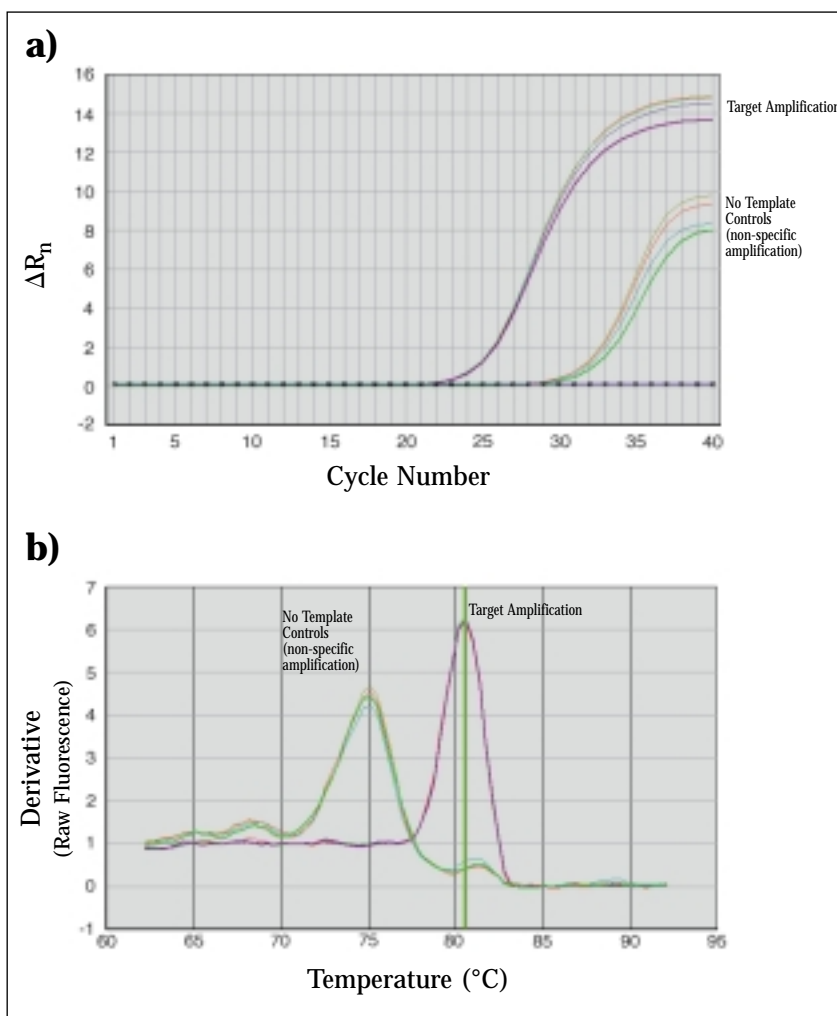 a)
16
14
12
10
8
6
4
2
0
-2
ΔRn
1 5 10 15 20 25 30 35 40
Cycle Number
Target Amplification
No Template
Controls
(non-specific
amplification)
b)
7
6
5
4
3
2
1
0
-1
Derivative
(Raw Fluorescence)
60 65 70 75 80 85 90 95
Temperature (°C)
No Template
Controls
(non-specific
amplification)
Target Amplification